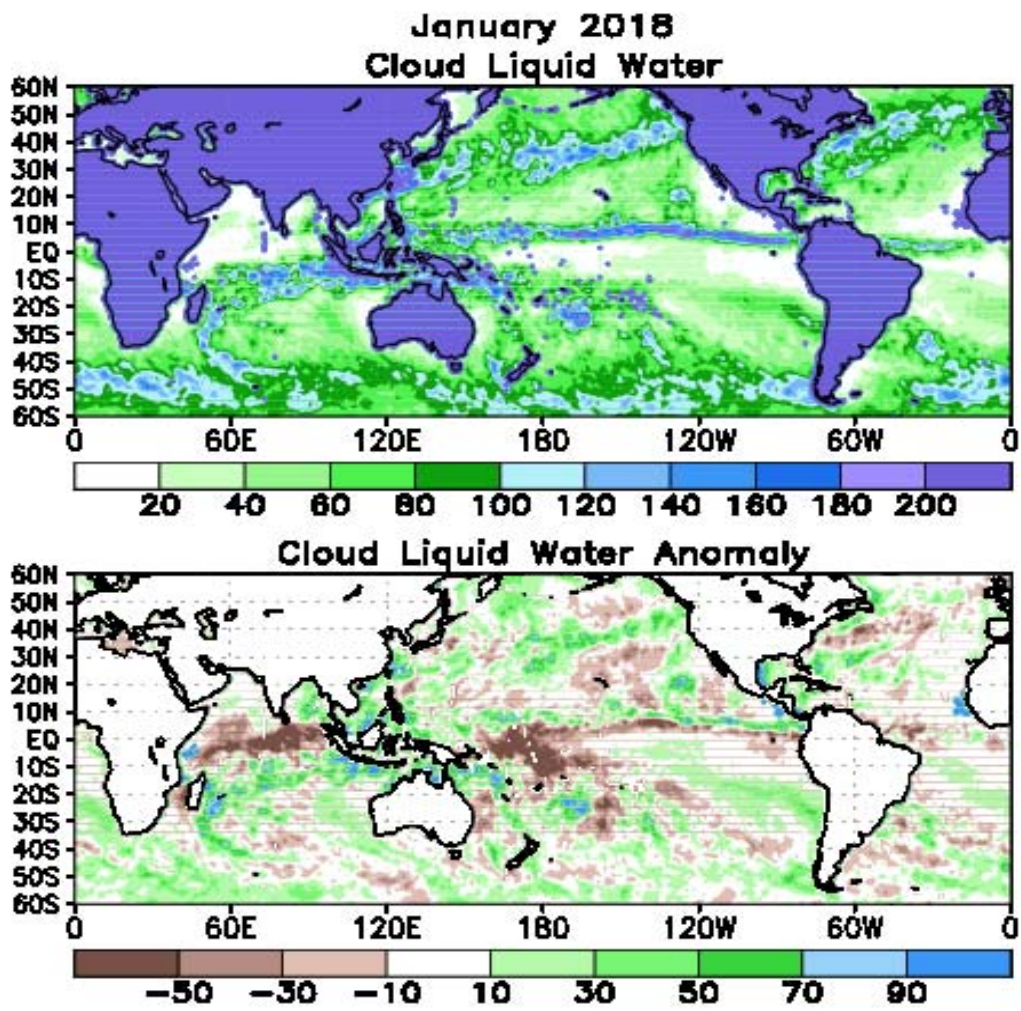 January 2018
Cloud Liquid Water
60N
50N
40N
30N
20N
10N
EQ
10S
20S
30S
40S
50S
60S
0 60E 120E 180 120W 60W 0
20 40 60 80 100 120 140 160 180 200
Cloud Liquid Water Anomaly
60N
50N
40N
30N
20N
10N
EQ
10S
20S
30S
40S
50S
60S
0 60E 120E 180 120W 60W 0
-50 -30 -10 10 30 50 70 90